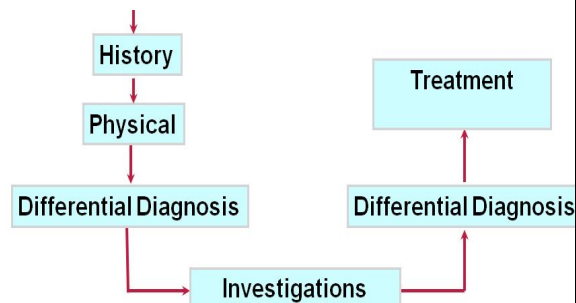 History
Physical
Differential Diagnosis
Investigations
Differential Diagnosis
Treatment